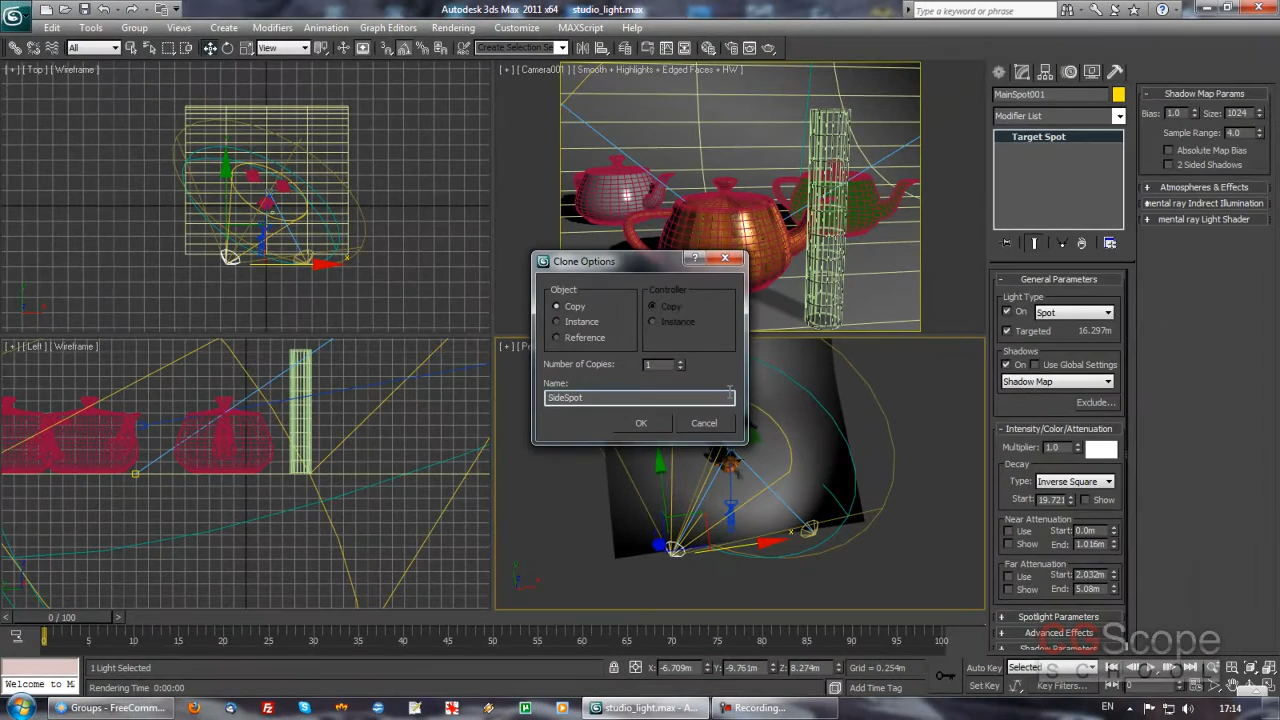 Autodesk 3ds Max 2011 x64 studio_light.max
Type a keyword or phrase
Edit Tools Group Views Create Modifiers Animation Graph Editors Rendering Customize MAXScript Help
All View Create Selection Se
[ + ] Top | Wireframe ]
[ + ] Camera001 ] Smooth + Highlights + Edged Faces + HW ]
[ + ] Left | Wireframe ]
MainSpot001
Modifier List
Target Spot
Shadow Map Params
Bias: 1.0 Size: 1024
Sample Range: 4.0
Absolute Map Bias
2 Sided Shadows
Atmospheres & Effects
mental ray Indirect Illumination
mental ray Light Shader
General Parameters
Light Type
On Spot
Targeted 16.297m
Shadows
On Use Global Settings
Shadow Map
Exclude...
Intensity/Color/Attenuation
Multiplier: 1.0
Decay
Type: Inverse Square
Start: 19.721 Show
Near Attenuation
Use Start: 0.0m
Show End: 1.016m
Far Attenuation
Use Start: 2.032m
Show End: 5.08m
Spotlight Parameters
Advanced Effects
Shadow Parameters
Clone Options
Object
Copy
Instance
Reference
Controller
Copy
Instance
Number of Copies: 1
Name:
SideSpot
OK Cancel
CGScope
SCHOOL
0 / 100
0 5 10 15 20 25 30 35 40 45 50 55 60 65 70 75 80 85 90 95 100
1 Light Selected X: -6.709m Y: -9.761m Z: 8.274m Grid = 0.254m Auto Key Selected
Welcome to M Rendering Time 0:00:00 Add Time Tag Set Key Key Filters... 0
Groups - FreeComm... studio_light.max - A... Recording... EN 17:14